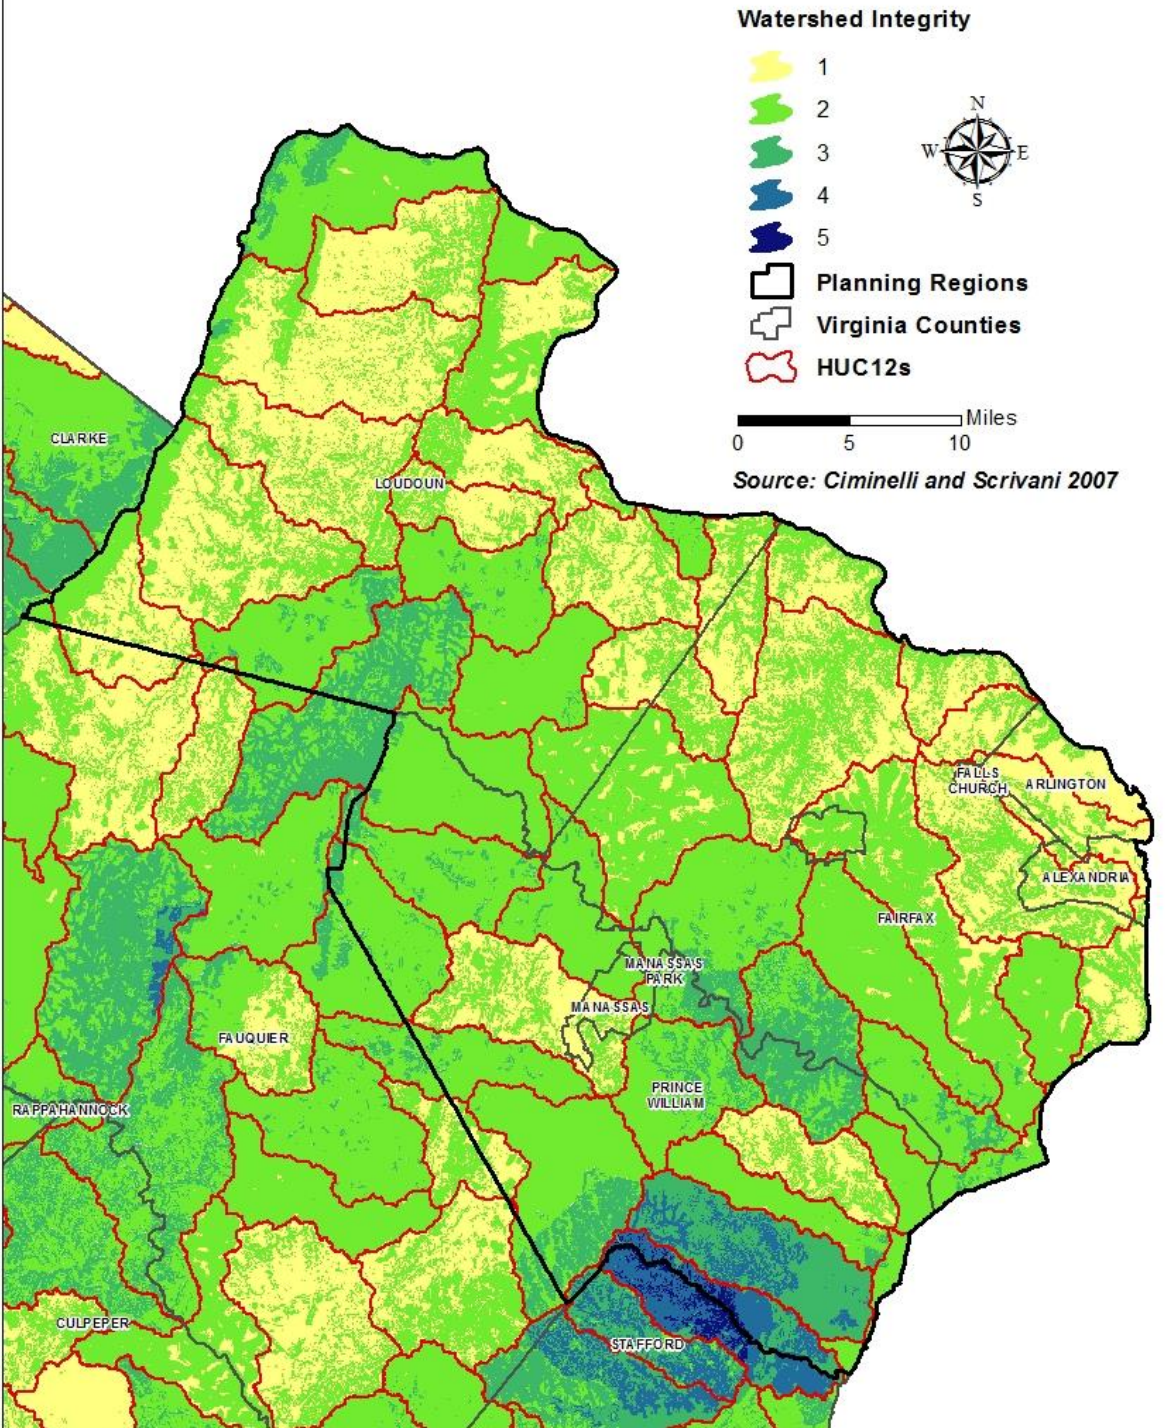 Watershed Integrity
1
2
3
4
5
Planning Regions
Virginia Counties
HUC12s
N
W
E
S
Miles
0
5
10
Source: Ciminelli and Scrivani 2007
CLARKE
LOUDOUN
FALLS
CHURCH
ARLINGTON
ALEXANDRIA
FAIRFAX
MANASSAS
PARK
MANASSAS
FAUQUIER
PRINCE
WILLIAM
RAPPAHANNOCK
CULPEPER
STAFFORD